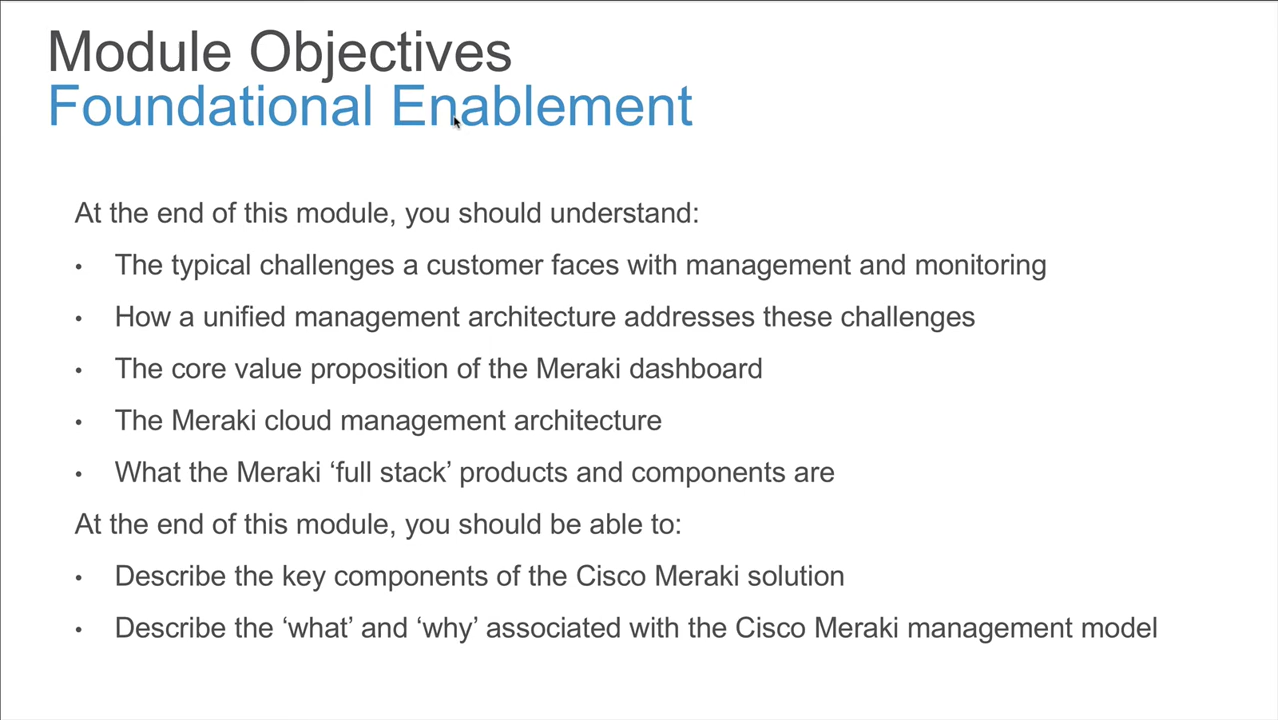 Module Objectives
Foundational Enablement
At the end of this module, you should understand:
• The typical challenges a customer faces with management and monitoring
• How a unified management architecture addresses these challenges
• The core value proposition of the Meraki dashboard
• The Meraki cloud management architecture
• What the Meraki ‘full stack’ products and components are
At the end of this module, you should be able to:
• Describe the key components of the Cisco Meraki solution
• Describe the ‘what’ and ‘why’ associated with the Cisco Meraki management model